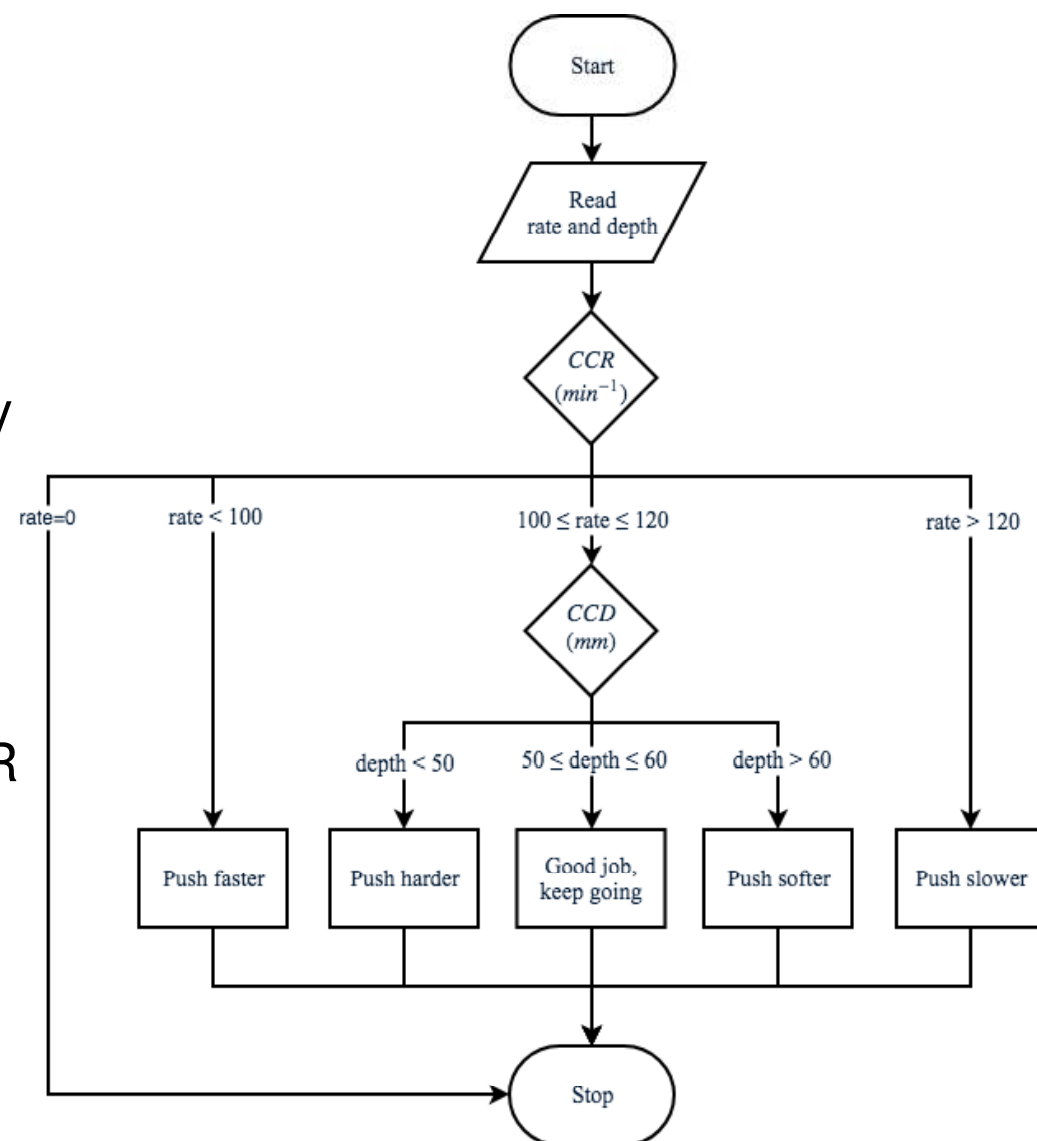 Start
Read
rate and depth
CCR
(min⁻¹)
y
rate=0
rate < 100
100 ≤ rate ≤ 120
rate > 120
CCD
(mm)
R
depth < 50
50 ≤ depth ≤ 60
depth > 60
Push faster
Push harder
Good job,
keep going
Push softer
Push slower
Stop